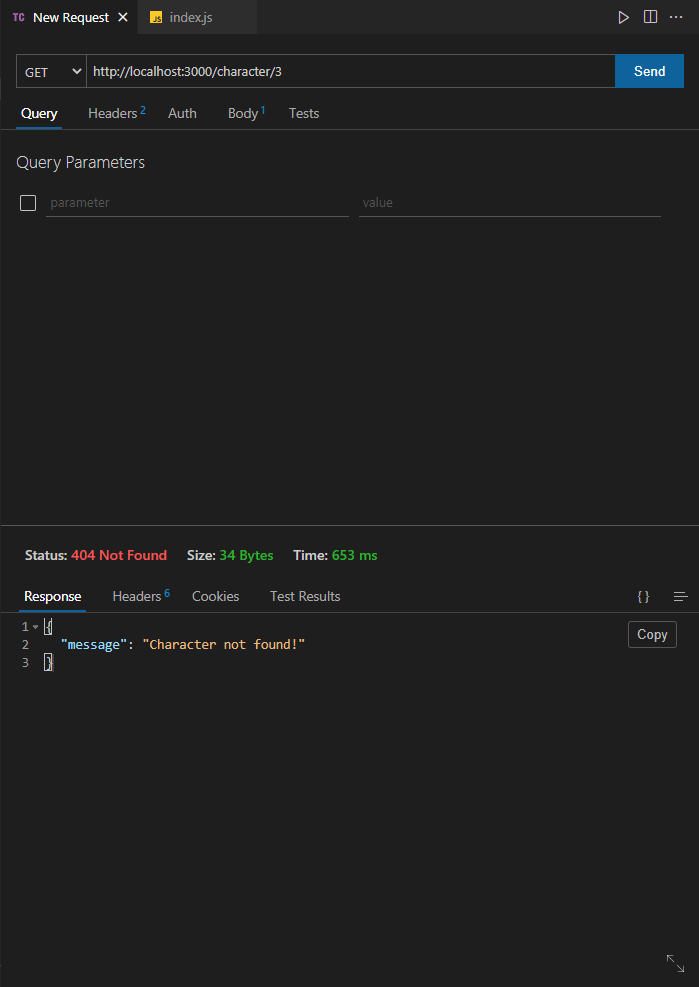 TC New Request JS index.js
GET http://localhost:3000/character/3 Send
Query Headers 2 Auth Body 1 Tests
Query Parameters
parameter value
Status: 404 Not Found Size: 34 Bytes Time: 653 ms
Response Headers 6 Cookies Test Results { }
1 {
Copy
2 "message": "Character not found!"
3 }